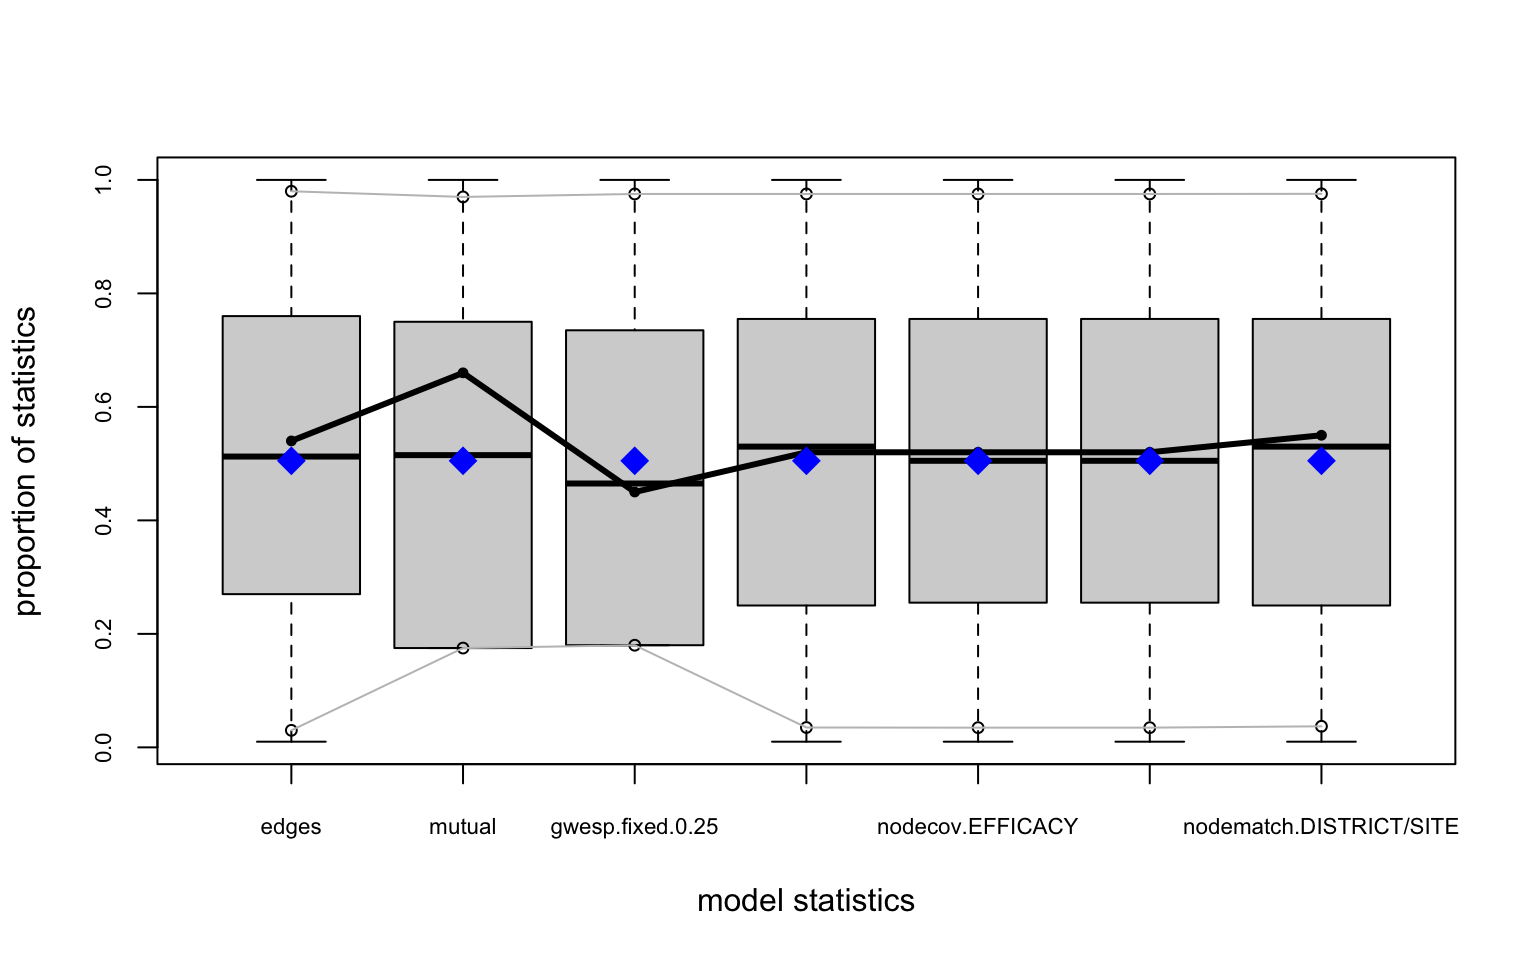 proportion of statistics
1.0
0.8
0.6
0.4
0.2
0.0
edges mutual gwesp.fixed.0.25 nodecov.EFFICACY nodematch.DISTRICT/SITE
model statistics